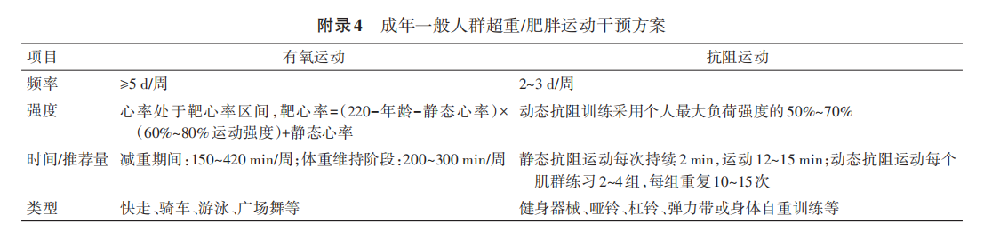 附录4 成年一般人群超重/肥胖运动干预方案
项目 有氧运动 抗阻运动
频率 ≥5 d/周 2~3 d/周
强度 心率处于靶心率区间,靶心率=(220-年龄-静态心率)× 动态抗阻训练采用个人最大负荷强度的50%~70%
(60%~80%运动强度)+静态心率
时间/推荐量 减重期间:150~420 min/周;体重维持阶段:200~300 min/周 静态抗阻运动每次持续2 min,运动12~15 min;动态抗阻运动每个
肌群练习2~4组,每组重复10~15次
类型 快走、骑车、游泳、广场舞等 健身器械、哑铃、杠铃、弹力带或身体自重训练等